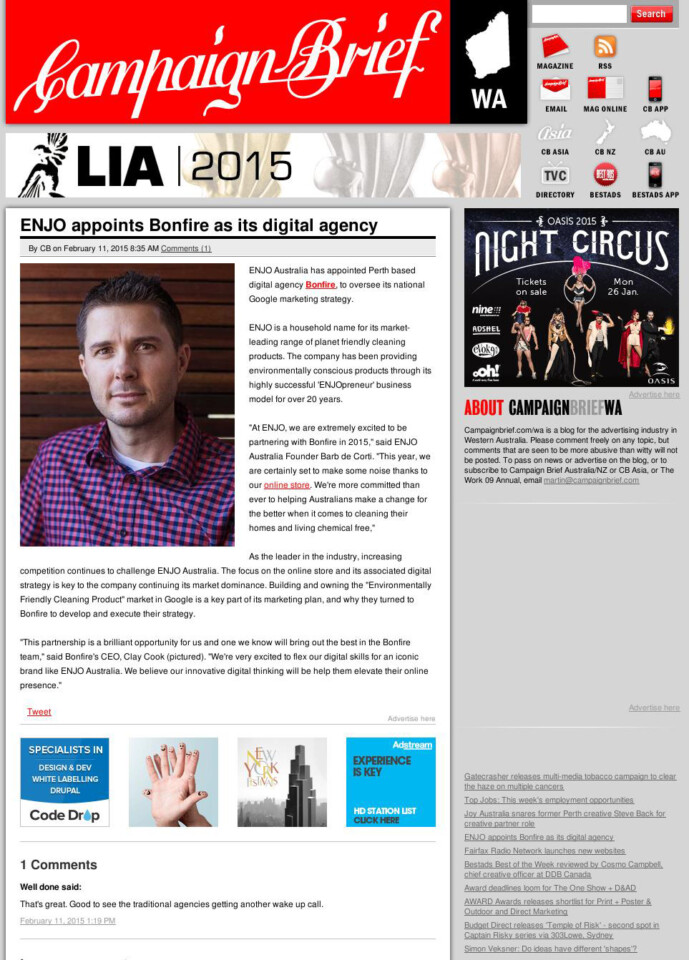 Campaign Brief
WA
Search
MAGAZINE
RSS
EMAIL
MAG ONLINE
CB APP
Asia
CB ASIA
CB NZ
CB AU
TVC
BEST ADS
DIRECTORY
BESTADS
BESTADS APP
LIA | 2015
ENJO appoints Bonfire as its digital agency
By CB on February 11, 2015 8:35 AM Comments (1)
ENJO Australia has appointed Perth based
digital agency Bonfire, to oversee its national
Google marketing strategy.
ENJO is a household name for its market-
leading range of planet friendly cleaning
products. The company has been providing
environmentally conscious products through its
highly successful 'ENJOpreneur' business
model for over 20 years.
"At ENJO, we are extremely excited to be
partnering with Bonfire in 2015," said ENJO
Australia Founder Barb de Corti. "This year, we
are certainly set to make some noise thanks to
our online store. We're more committed than
ever to helping Australians make a change for
the better when it comes to cleaning their
homes and living chemical free,"
As the leader in the industry, increasing
competition continues to challenge ENJO Australia. The focus on the online store and its associated digital
strategy is key to the company continuing its market dominance. Building and owning the "Environmentally
Friendly Cleaning Product" market in Google is a key part of its marketing plan, and why they turned to
Bonfire to develop and execute their strategy.
"This partnership is a brilliant opportunity for us and one we know will bring out the best in the Bonfire
team," said Bonfire's CEO, Clay Cook (pictured). "We're very excited to flex our digital skills for an iconic
brand like ENJO Australia. We believe our innovative digital thinking will be help them elevate their online
presence."
Tweet
Advertise here
SPECIALISTS IN
DESIGN & DEV
WHITE LABELLING
DRUPAL
Code Drop
NEW
YORK
FESTIVALS
Adstream
EXPERIENCE
IS KEY
HD STATION LIST
CLICK HERE
1 Comments
Well done said:
That's great. Good to see the traditional agencies getting another wake up call.
February 11, 2015 1:19 PM
OASIS 2015
NIGHT CIRCUS
Tickets
on sale
Mon
26 Jan.
nine
ADSHEL
evoke
ooh!
OASIS
Advertise here
ABOUT CAMPAIGNBRIEFWA
Campaignbrief.com/wa is a blog for the advertising industry in
Western Australia. Please comment freely on any topic, but
comments that are seen to be more abusive than witty will not
be posted. To pass on news or advertise on the blog, or to
subscribe to Campaign Brief Australia/NZ or CB Asia, or The
Work 09 Annual, email martin@campaignbrief.com
Advertise here
Gatecrasher releases multi-media tobacco campaign to clear
the haze on multiple cancers
Top Jobs: This week's employment opportunities
Joy Australia snares former Perth creative Steve Back for
creative partner role
ENJO appoints Bonfire as its digital agency
Fairfax Radio Network launches new websites
Bestads Best of the Week reviewed by Cosmo Campbell,
chief creative officer at DDB Canada
Award deadlines loom for The One Show + D&AD
AWARD Awards releases shortlist for Print + Poster &
Outdoor and Direct Marketing
Budget Direct releases 'Temple of Risk' - second spot in
Captain Risky series via 303Lowe, Sydney
Simon Veksner: Do ideas have different 'shapes'?